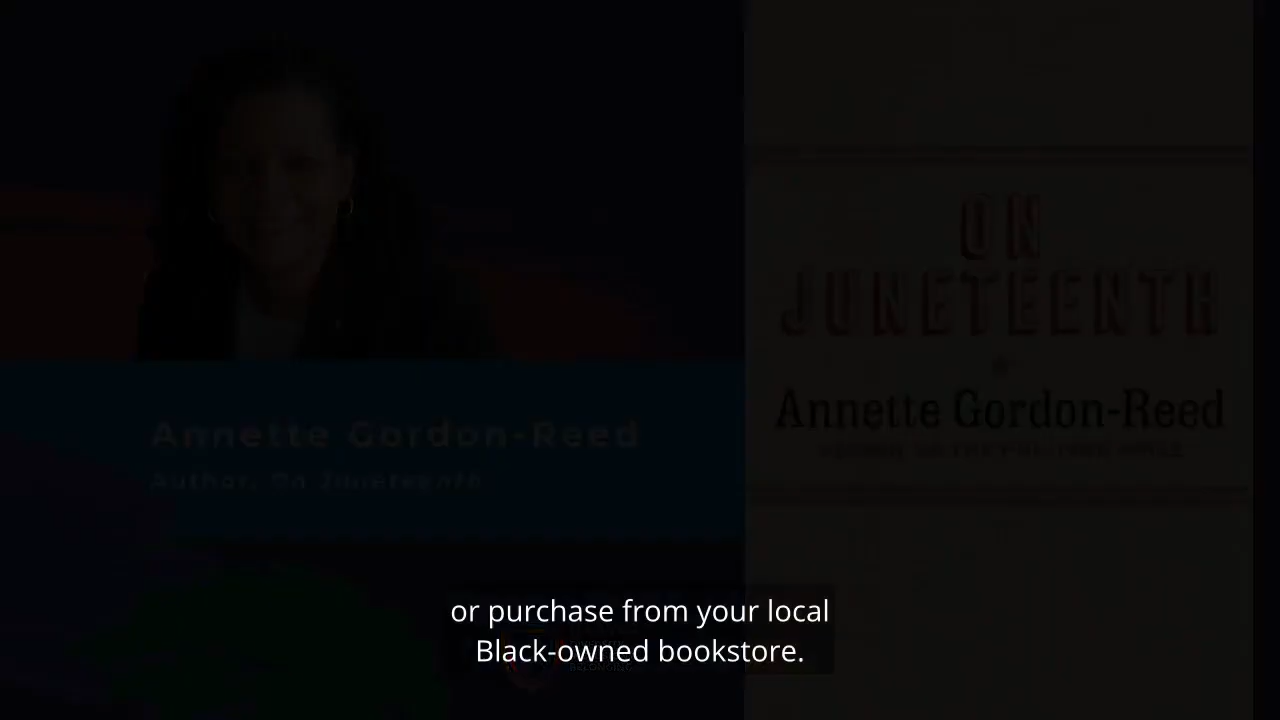 ON
JUNETEENTH
Annette Gordon-Reed
Annette Gordon-Reed
Author, On Juneteenth
or purchase from your local
Black-owned bookstore.